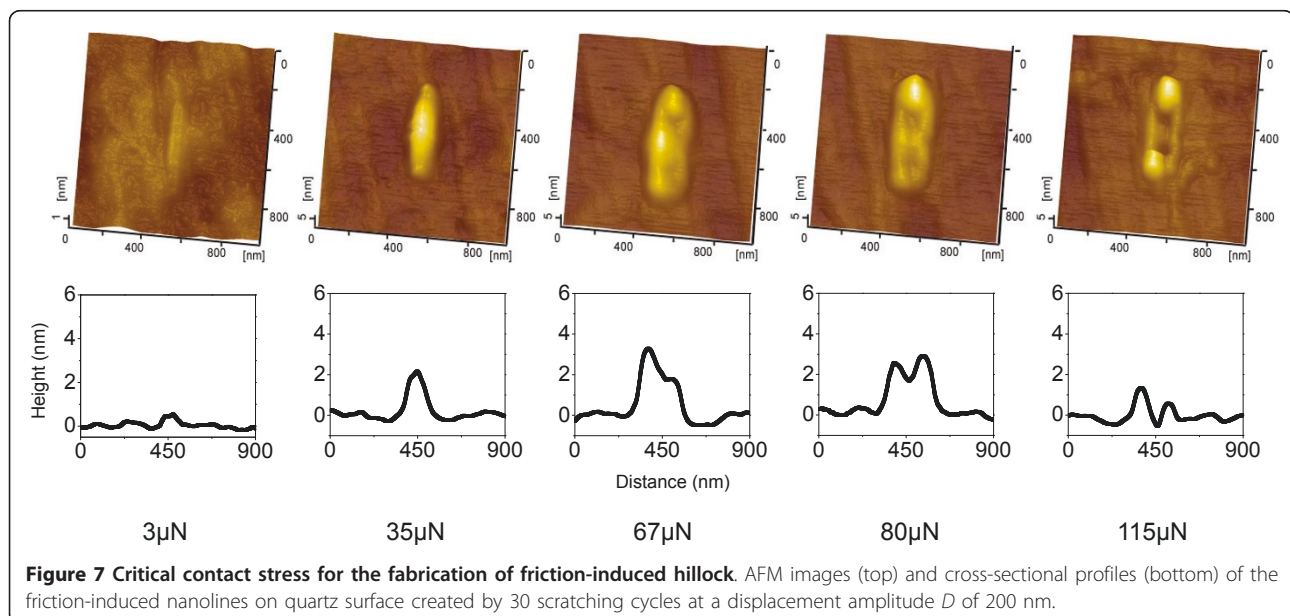 0
400
800
[nm]
[nm]
1
0
400
800
[nm]
0
400
800
[nm]
[nm]
5
0
400
800
[nm]
0
400
800
[nm]
[nm]
5
0
400
800
[nm]
0
400
800
[nm]
[nm]
5
0
400
800
[nm]
0
400
800
[nm]
[nm]
5
0
400
800
[nm]
Height (nm)
6
4
2
0
0 450 900
6
4
2
0
0 450 900
6
4
2
0
0 450 900
6
4
2
0
0 450 900
6
4
2
0
0 450 900
Distance (nm)
3μN 35μN 67μN 80μN 115μN
Figure 7 Critical contact stress for the fabrication of friction-induced hillock. AFM images (top) and cross-sectional profiles (bottom) of the
friction-induced nanolines on quartz surface created by 30 scratching cycles at a displacement amplitude D of 200 nm.